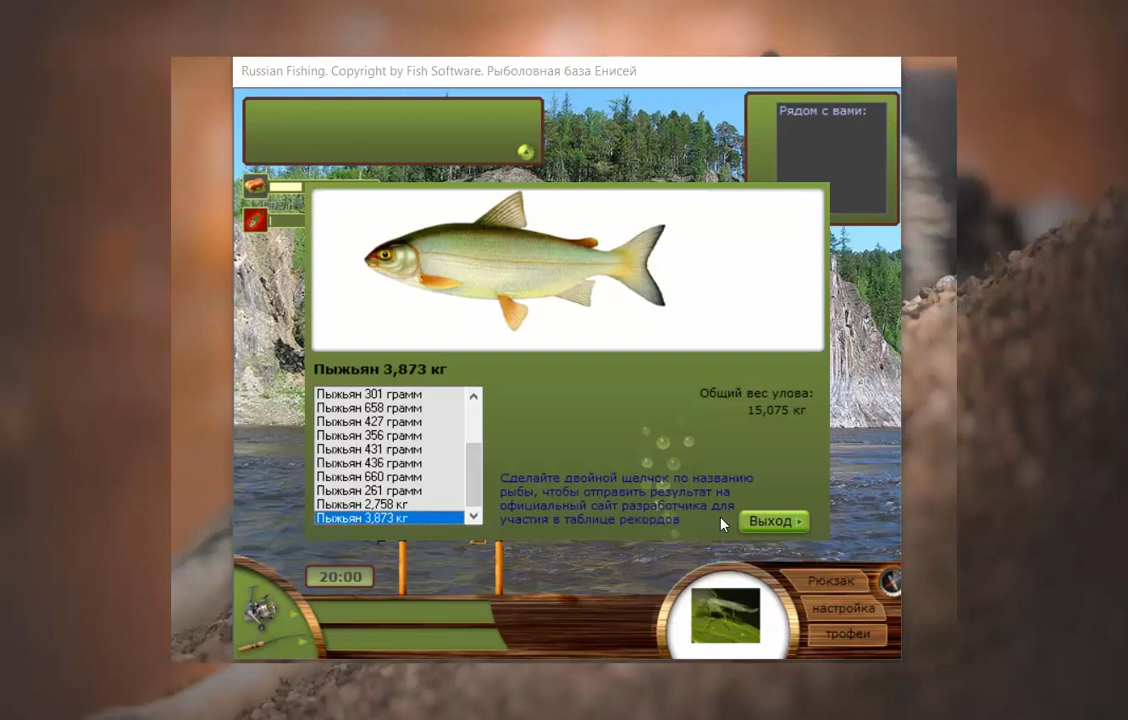 Russian Fishing. Copyright by Fish Software. Рыболовная база Енисей
Рядом с вами:
Пыжьян 3,873 кг
Пыжьян 301 грамм
Пыжьян 658 грамм
Пыжьян 427 грамм
Пыжьян 356 грамм
Пыжьян 431 грамм
Пыжьян 436 грамм
Пыжьян 660 грамм
Пыжьян 261 грамм
Пыжьян 2,758 кг
Пыжьян 3,873 кг
Общий вес улова:
15,075 кг
Сделайте двойной щелчок по названию
рыбы, чтобы отправить результат на
официальный сайт разработчика для
участия в таблице рекордов
Выход
20:00
Рюкзак
настройка
трофеи